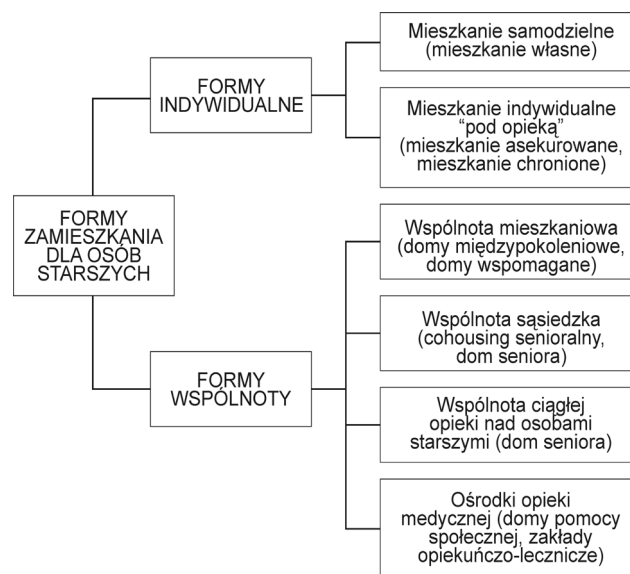 FORMY
ZAMIESZKANIA
DLA OSÓB
STARSZYCH
FORMY
INDYWIDUALNE
Mieszkanie samodzielne
(mieszkanie własne)
Mieszkanie indywidualne
“pod opieką”
(mieszkanie asekurowane,
mieszkanie chronione)
FORMY
WSPÓLNOTY
Wspólnota mieszkaniowa
(domy międzypokoleniowe,
domy wspomagane)
Wspólnota sąsiedzka
(cohousing senioralny,
dom seniora)
Wspólnota ciągłej
opieki nad osobami
starszymi (dom seniora)
Ośrodki opieki
medycznej (domy pomocy
społecznej, zakłady
opiekuńczo-lecznicze)